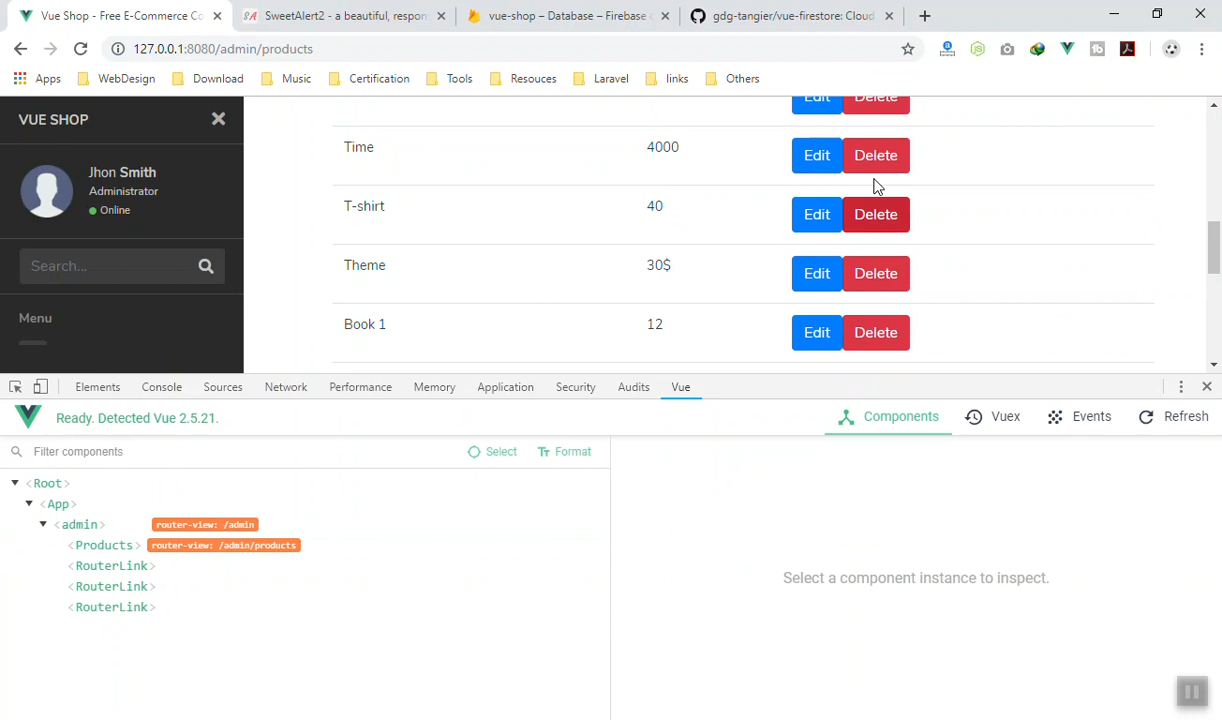 Vue Shop - Free E-Commerce Co
SweetAlert2 - a beautiful, respon
vue-shop – Database – Firebase c
gdg-tangier/vue-firestore: Cloud
127.0.0.1:8080/admin/products
Apps
WebDesign
Download
Music
Certification
Tools
Resouces
Laravel
links
Others
VUE SHOP
Jhon Smith
Administrator
Online
Search...
Menu
Edit Delete
Time 4000 Edit Delete
T-shirt 40 Edit Delete
Theme 30$ Edit Delete
Book 1 12 Edit Delete
Elements Console Sources Network Performance Memory Application Security Audits Vue
Ready. Detected Vue 2.5.21.
Components Vuex Events Refresh
Filter components
Select Format
<Root>
<App>
<admin> router-view: /admin
<Products> router-view: /admin/products
<RouterLink>
<RouterLink>
<RouterLink>
Select a component instance to inspect.